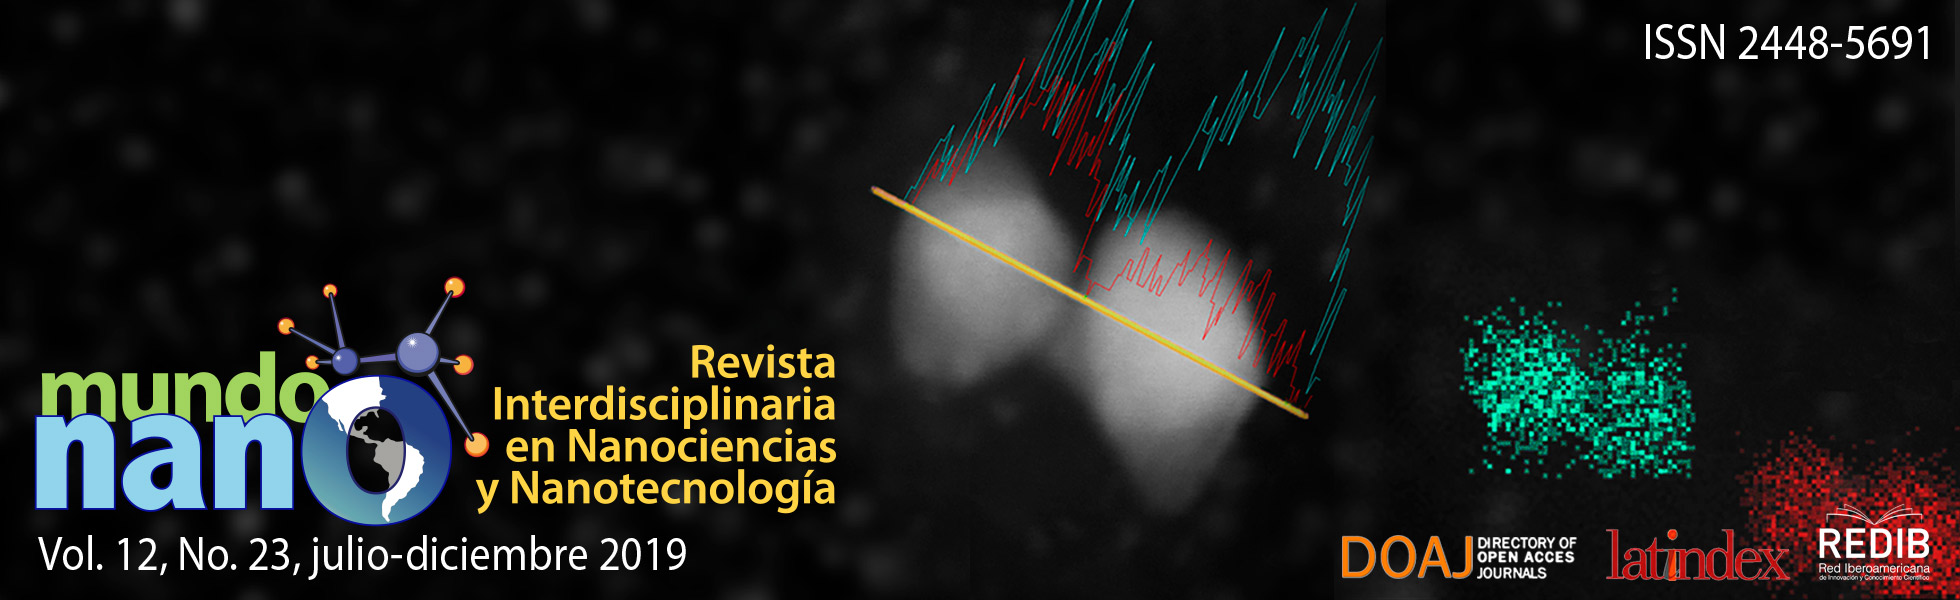 ISSN 2448-5691
mundo
nano
Revista
Interdisciplinaria
en Nanociencias
y Nanotecnología
Vol. 12, No. 23, julio-diciembre 2019
DOAJ
DIRECTORY OF
OPEN ACCES
JOURNALS
latindex
REDIB
Red Iberoamericana
de Innovación y Conocimiento Científico